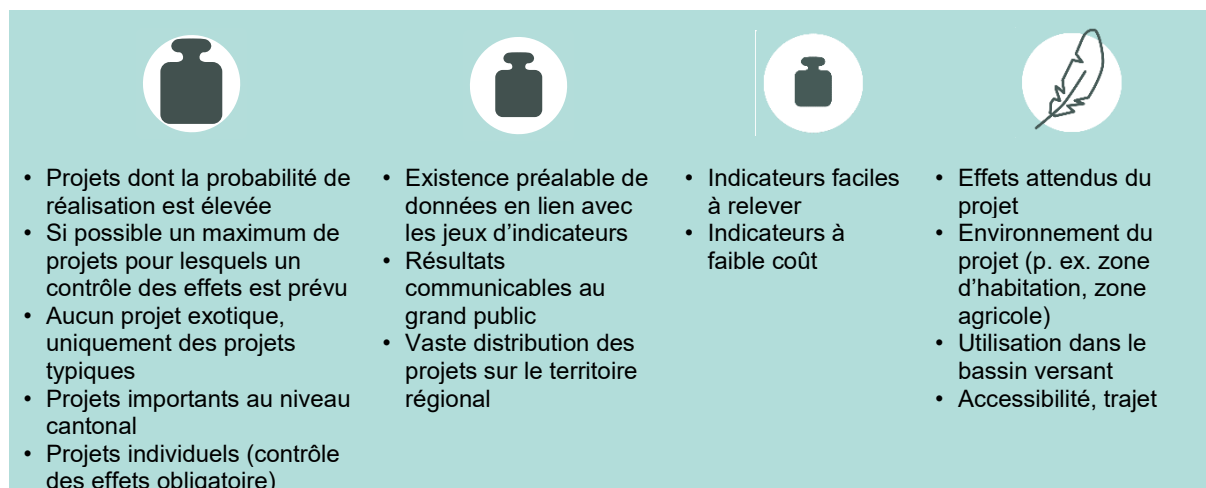 • Projets dont la probabilité de
réalisation est élevée
• Si possible un maximum de
projets pour lesquels un
contrôle des effets est prévu
• Aucun projet exotique,
uniquement des projets
typiques
• Projets importants au niveau
cantonal
• Projets individuels (contrôle
des effets obligatoire)
• Existence préalable de
données en lien avec
les jeux d'indicateurs
• Résultats
communicables au
grand public
• Vaste distribution des
projets sur le territoire
régional
• Indicateurs faciles
à relever
• Indicateurs à
faible coût
• Effets attendus du
projet
• Environnement du
projet (p. ex. zone
d'habitation, zone
agricole)
• Utilisation dans le
bassin versant
• Accessibilité, trajet